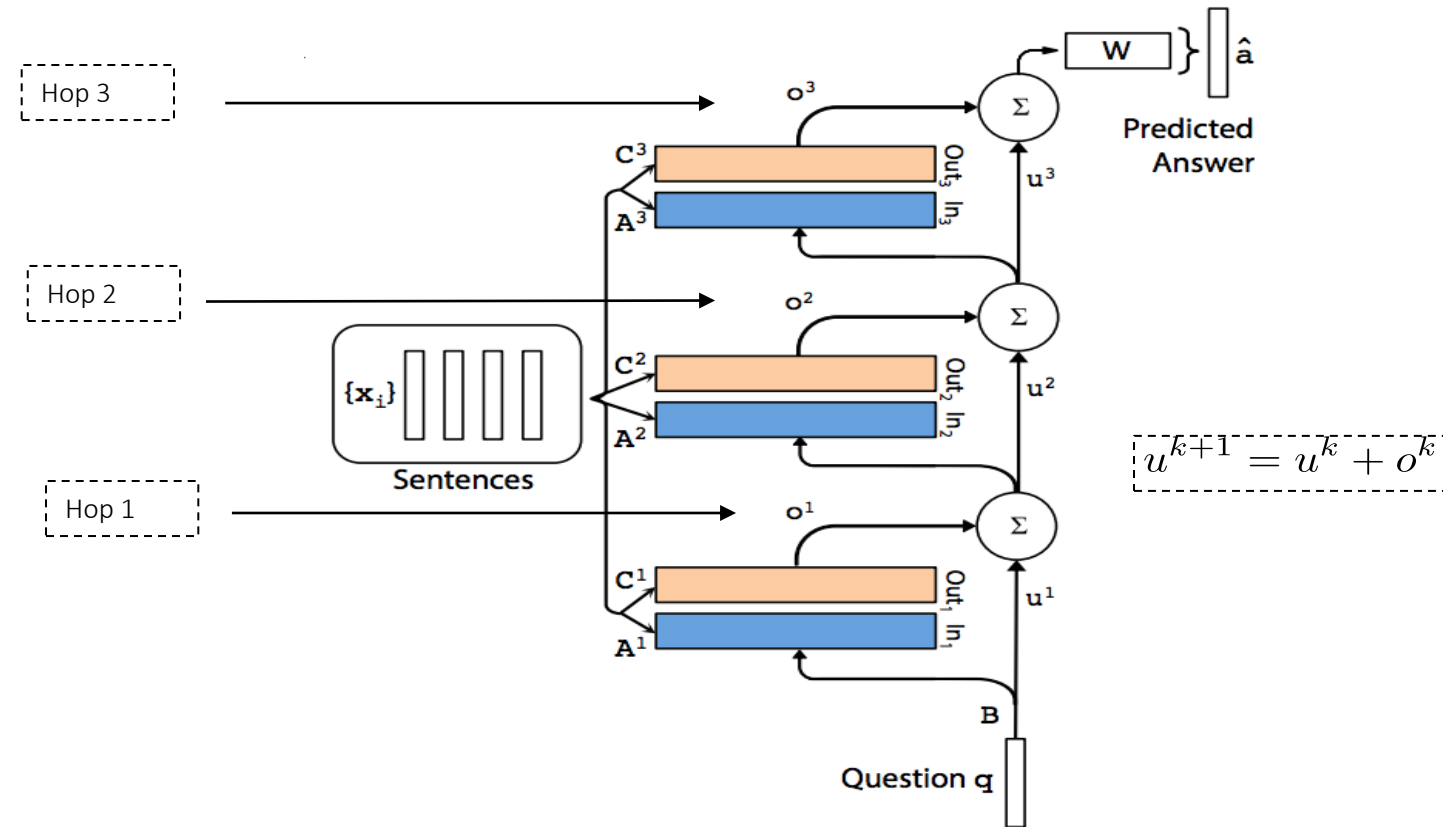 W
â
Hop 3
o³
Σ
Predicted
Answer
C³
Out₃
u³
A³
In₃
Hop 2
o²
Σ
C²
Out₂
u²
{xᵢ}
A²
In₂
u^{k+1} = u^k + o^k
Sentences
Hop 1
o¹
Σ
C¹
Out₁
u¹
A¹
In₁
B
Question q